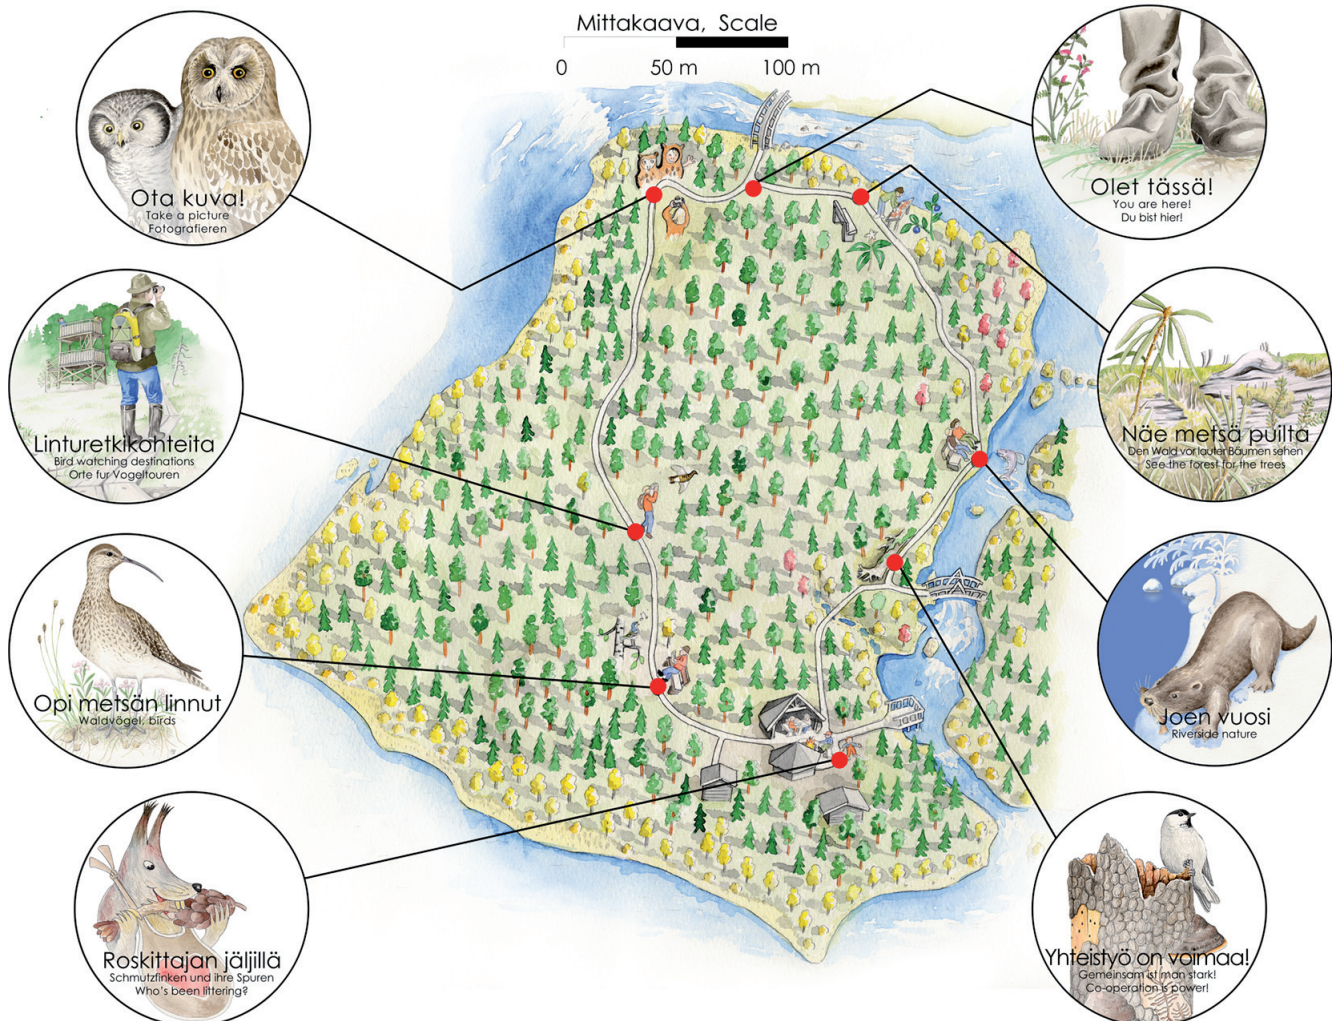 Mittakaava, Scale
0 50 m 100 m
Ota kuva!
Take a picture
Fotografieren
Linturetkikohteita
Bird watching destinations
Orte fur Vogeltouren
Opi metsän linnut
Waldvögel, birds
Roskittajan jäljillä
Schmutzfinken und ihre Spuren
Who's been littering?
Olet tässä!
You are here!
Du bist hier!
Näe metsä puilta
Den Wald vor lauter Bäumen sehen
See the forest for the trees
Joen vuosi
Riverside nature
Yhteistyö on voimaa!
Gemeinsam ist man stark!
Co-operation is power!